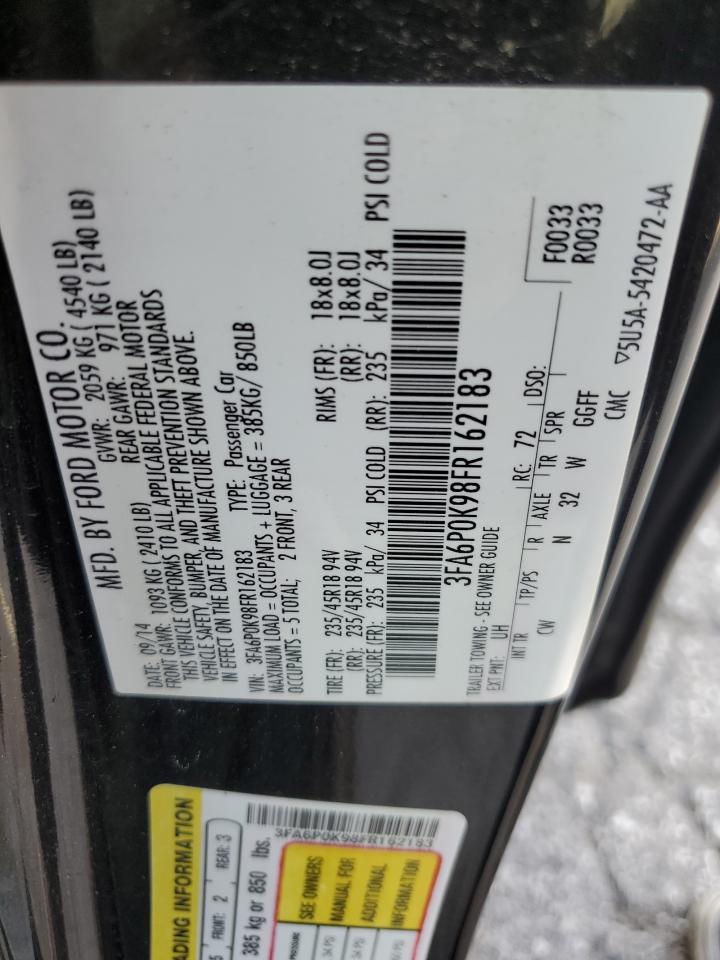 MFD. BY FORD MOTOR CO.
DATE: 09/14 GVWR: 2059 KG ( 4540 LB)
FRONT GAWR: 1093 KG ( 2410 LB) REAR GAWR: 971 KG ( 2140 LB)
THIS VEHICLE CONFORMS TO ALL APPLICABLE FEDERAL MOTOR
VEHICLE SAFETY, BUMPER, AND THEFT PREVENTION STANDARDS
IN EFFECT ON THE DATE OF MANUFACTURE SHOWN ABOVE.
VIN: 3FA6P0K98FR162183 TYPE: Passenger Car
MAXIMUM LOAD = OCCUPANTS + LUGGAGE = 385KG/ 850LB
OCCUPANTS = 5 TOTAL; 2 FRONT, 3 REAR
TIRE (FR): 235/45R18 94V RIMS (FR): 18x8.0J
(RR): 235/45R18 94V (RR): 18x8.0J
PRESSURE (FR): 235 kPa/ 34 PSI COLD (RR): 235 kPa/ 34 PSI COLD
3FA6P0K98FR162183
TRAILER TOWING - SEE OWNER GUIDE
EXT PNT: UH RC: 72 DSO: F0033
R0033
INT TR TP/PS R AXLE TR SPR
CW N 32 W GGFF
CMC ▽5U5A-5420472-AA
ADING INFORMATION
5 FRONT: 2 REAR: 3
385 kg or 850 lbs.
3FA6P0K98FR162183
PRESSURE
SEE OWNERS
MANUAL FOR
ADDITIONAL
INFORMATION